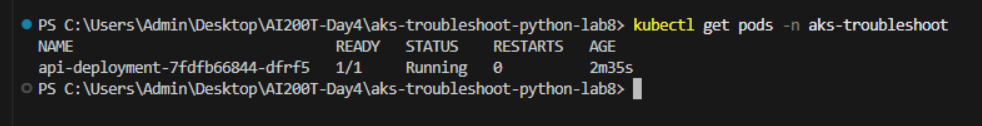 PS C:\Users\Admin\Desktop\AI200T-Day4\aks-troubleshoot-python-lab8> kubectl get pods -n aks-troubleshoot
NAME READY STATUS RESTARTS AGE
api-deployment-7fdfb66844-dfrf5 1/1 Running 0 2m35s
PS C:\Users\Admin\Desktop\AI200T-Day4\aks-troubleshoot-python-lab8>